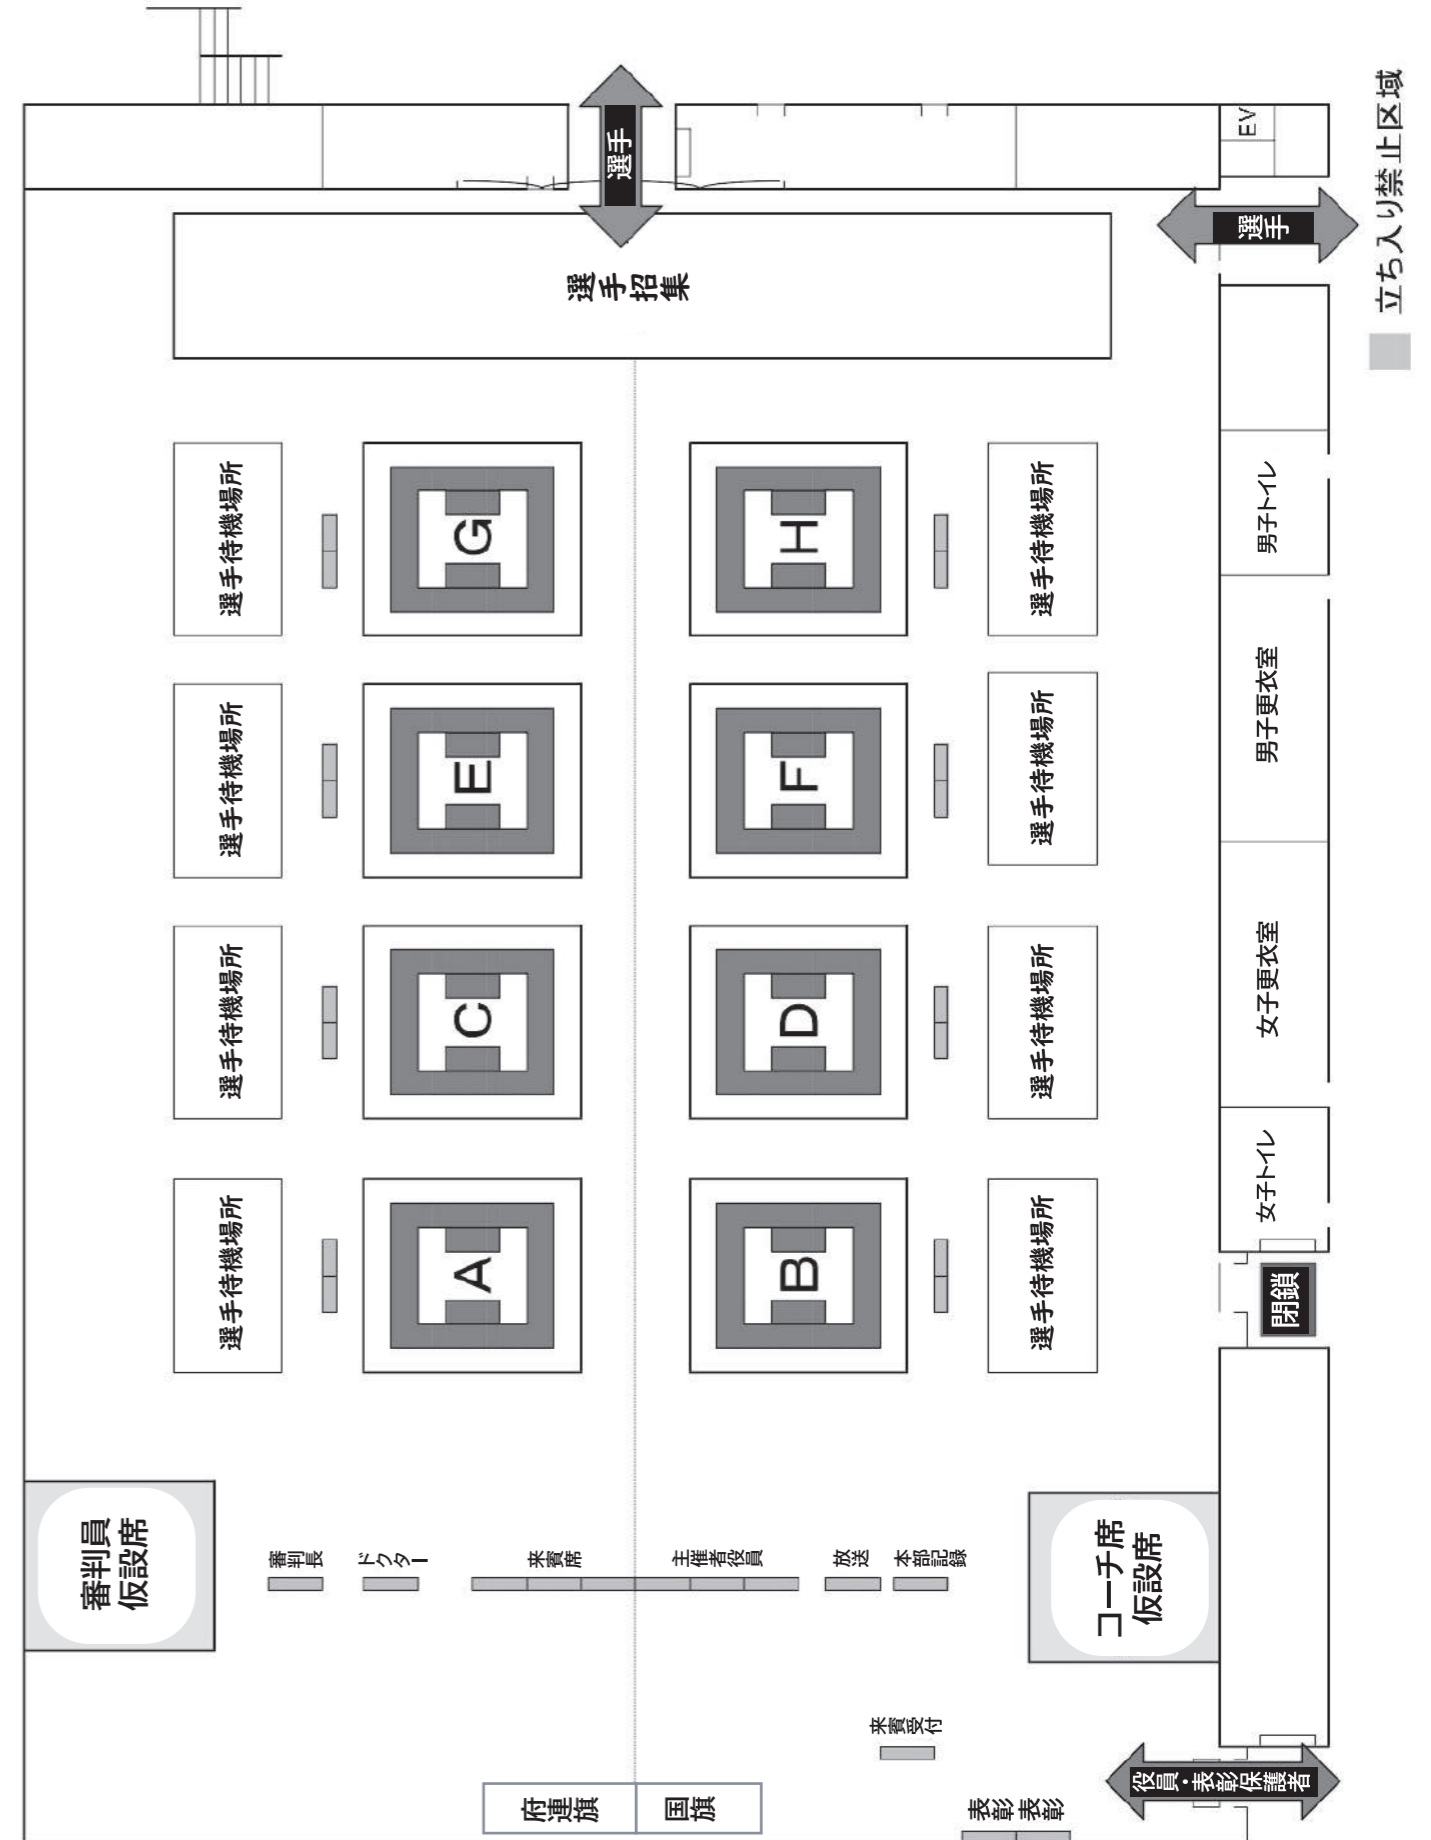 選手
EV
選手
立ち入り禁止区域
選手招集
選手待機場所
G
H
選手待機場所
男子トイレ
選手待機場所
E
F
選手待機場所
男子更衣室
選手待機場所
C
D
選手待機場所
女子更衣室
選手待機場所
A
B
選手待機場所
女子トイレ
閉鎖
審判員
仮設席
審判長
ドクター
来賓席
主催者役員
放送
本部記録
コーチ席
仮設席
来賓受付
役員・表彰保護者
府連旗
国旗
表彰
表彰